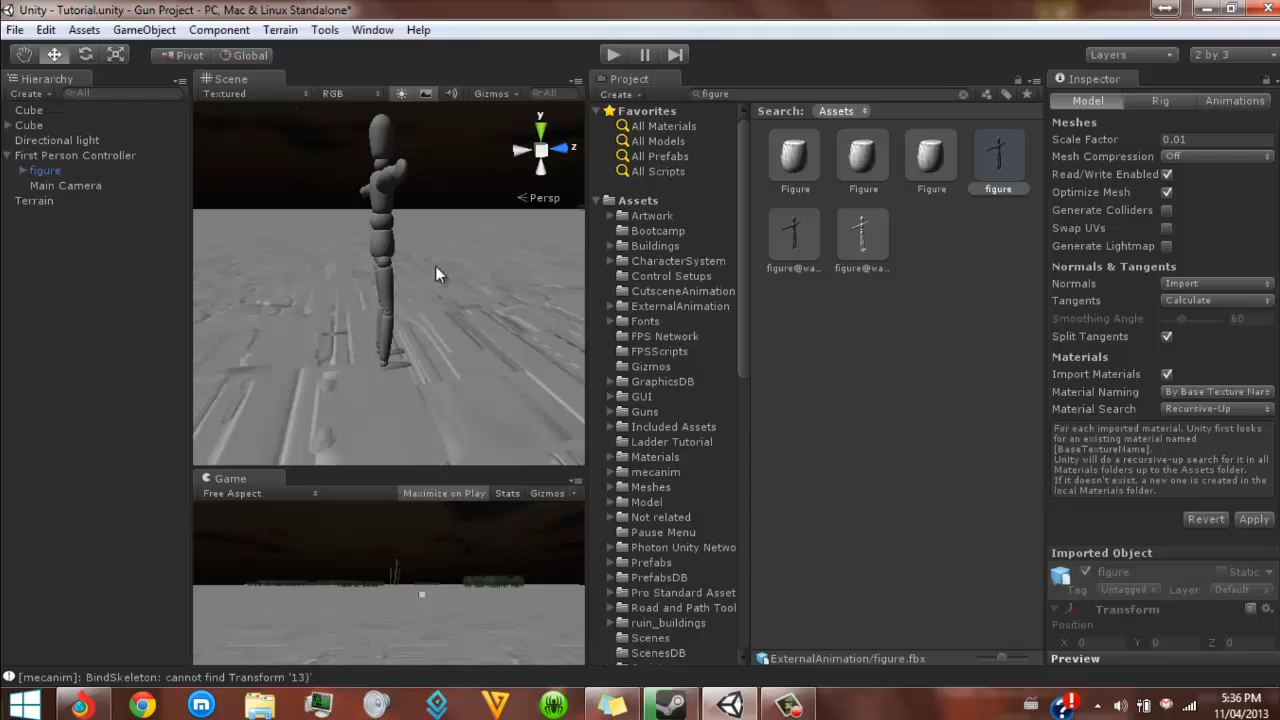 Unity - Tutorial.unity - Gun Project - PC, Mac & Linux Standalone*
File Edit Assets GameObject Component Terrain Tools Window Help
Pivot Global Layers 2 by 3
Hierarchy
Create All
Cube
Cube
Directional light
First Person Controller
figure
Main Camera
Terrain
Scene
Textured RGB Gizmos All
y
z
Persp
Game
Free Aspect Maximize on Play Stats Gizmos
Project
Create figure
Favorites
All Materials
All Models
All Prefabs
All Scripts
Assets
Artwork
Bootcamp
Buildings
CharacterSystem
Control Setups
CutsceneAnimation
ExternalAnimation
Fonts
FPS Network
FPSScripts
Gizmos
GraphicsDB
GUI
Guns
Included Assets
Ladder Tutorial
Materials
mecanim
Meshes
Model
Not related
Pause Menu
Photon Unity Netwo
Prefabs
PrefabsDB
Pro Standard Asset
Road and Path Tool
ruin_buildings
Scenes
ScenesDB
Search: Assets
Figure Figure Figure figure
figure@wa... figure@wa...
ExternalAnimation/figure.fbx
Inspector
Model Rig Animations
Meshes
Scale Factor 0.01
Mesh Compression Off
Read/Write Enabled
Optimize Mesh
Generate Colliders
Swap UVs
Generate Lightmap
Normals & Tangents
Normals Import
Tangents Calculate
Smoothing Angle 60
Split Tangents
Materials
Import Materials
Material Naming By Base Texture Nar
Material Search Recursive-Up
For each imported material, Unity first looks
for an existing material named
[BaseTextureName].
Unity will do a recursive-up search for it in all
Materials folders up to the Assets folder.
If it doesn't exist, a new one is created in the
local Materials folder.
Revert Apply
Imported Object
figure Static
Tag Untagged Layer Default
Transform
Position
X 0 Y 0 Z 0
Preview
[mecanim]: BindSkeleton: cannot find Transform '13)'
5:36 PM
11/04/2013